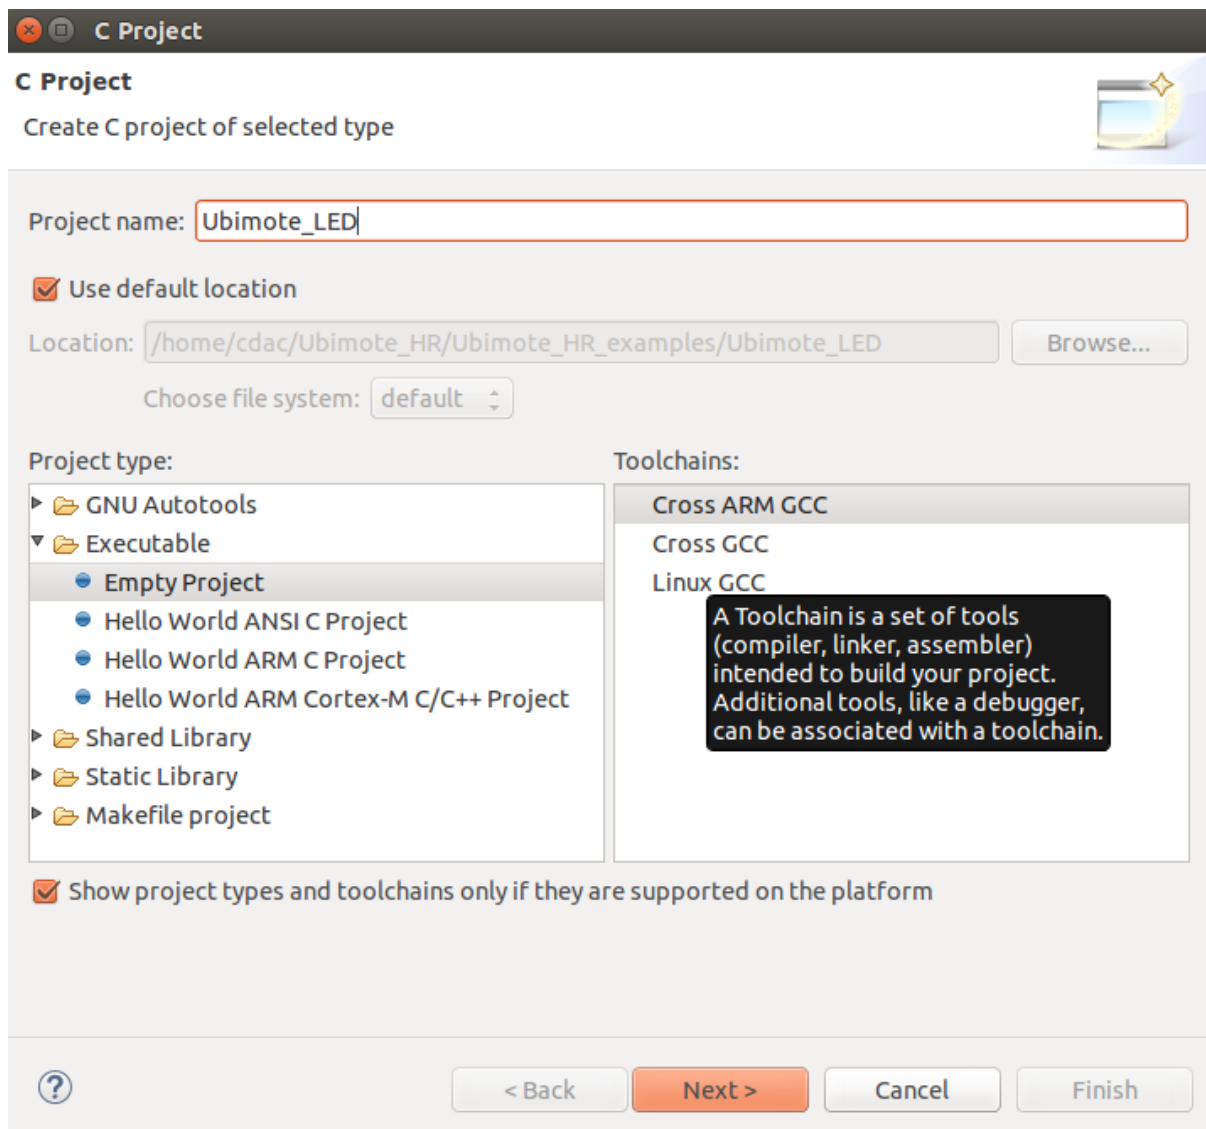 C Project
C Project
Create C project of selected type
Project name: Ubimote_LED
Use default location
Location: /home/cdac/Ubimote_HR/Ubimote_HR_examples/Ubimote_LED Browse...
Choose file system: default
Project type:
GNU Autotools
Executable
Empty Project
Hello World ANSI C Project
Hello World ARM C Project
Hello World ARM Cortex-M C/C++ Project
Shared Library
Static Library
Makefile project
Toolchains:
Cross ARM GCC
Cross GCC
Linux GCC
A Toolchain is a set of tools
(compiler, linker, assembler)
intended to build your project.
Additional tools, like a debugger,
can be associated with a toolchain.
Show project types and toolchains only if they are supported on the platform
? < Back Next > Cancel Finish